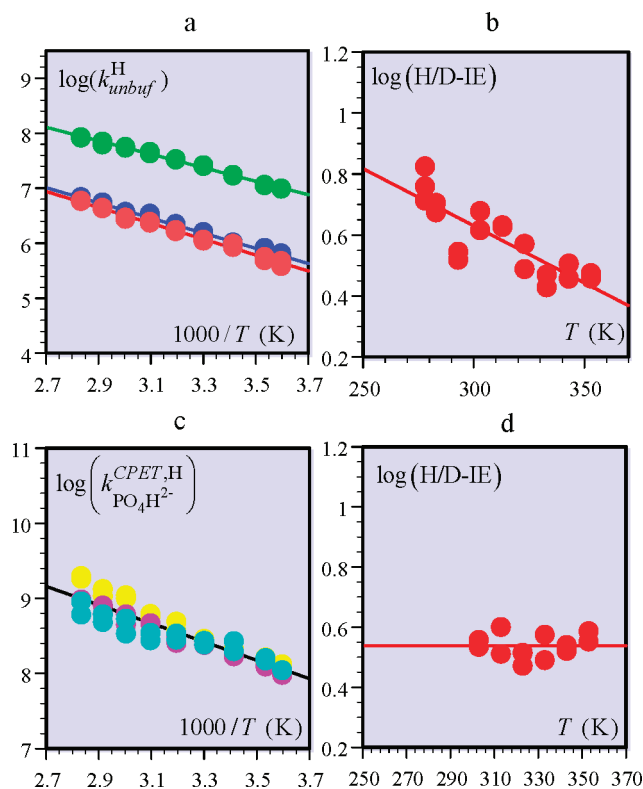 a
b
log(k^H_unbuf)
9
8
7
6
5
4
1000/T (K)
2.7 2.9 3.1 3.3 3.5 3.7
log(H/D-IE)
1.2
1
0.8
0.6
0.4
0.2
T (K)
250 300 350
c
d
log(k^CPET,H_PO4H2-)
11
10
9
8
7
1000/T (K)
2.7 2.9 3.1 3.3 3.5 3.7
log(H/D-IE)
1.2
1
0.8
0.6
0.4
0.2
T (K)
250 270 290 310 330 350 370